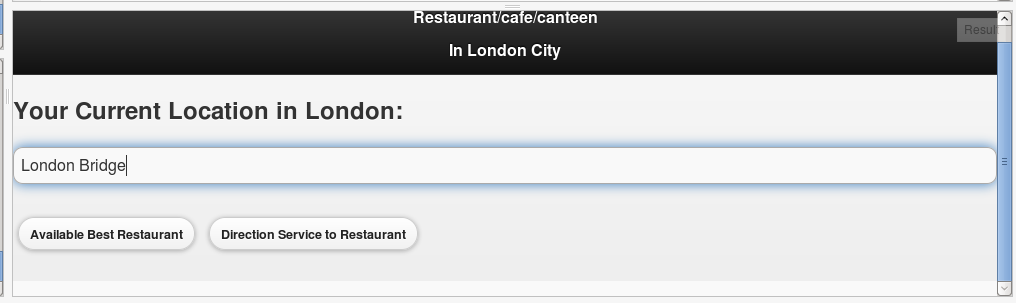 Restaurant/cafe/canteen
In London City
Your Current Location in London:
London Bridge
Available Best Restaurant
Direction Service to Restaurant